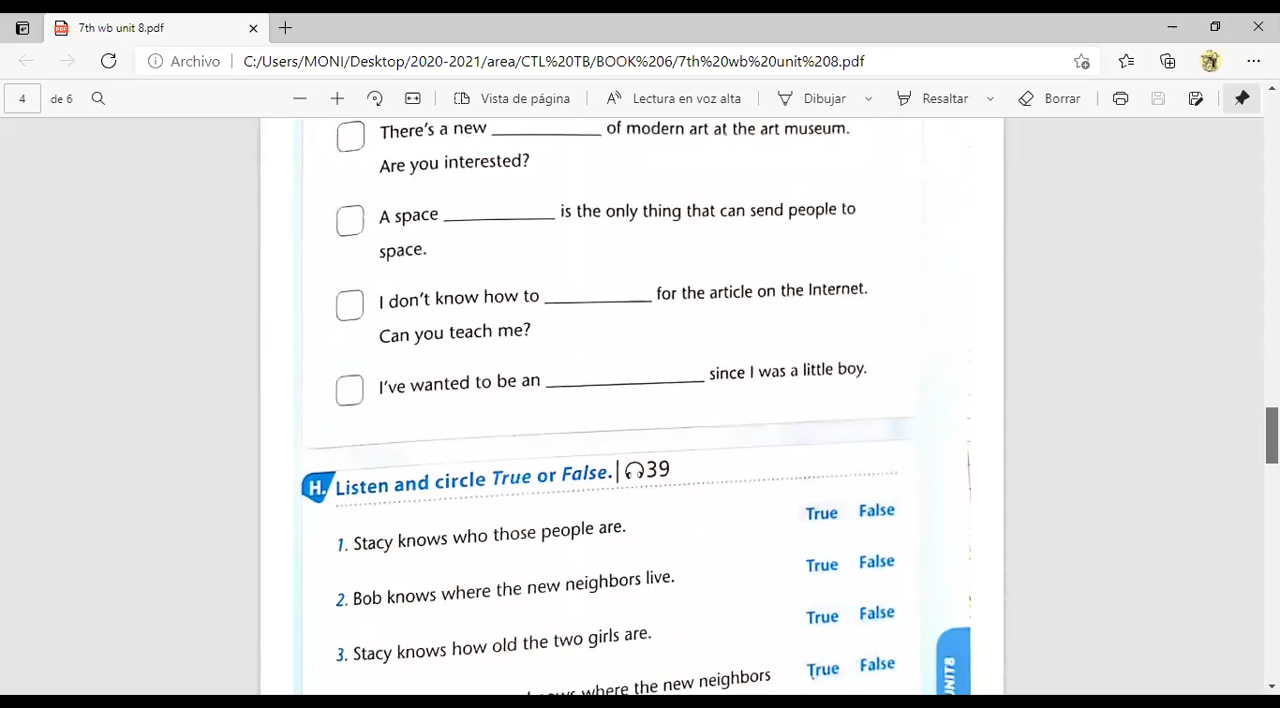 7th wb unit 8.pdf
Archivo C:/Users/MONI/Desktop/2020-2021/area/CTL%20TB/BOOK%206/7th%20wb%20unit%208.pdf
4 de 6 Vista de página Lectura en voz alta Dibujar Resaltar Borrar
There's a new ____________ of modern art at the art museum.
Are you interested?
A space ____________ is the only thing that can send people to
space.
I don't know how to ____________ for the article on the Internet.
Can you teach me?
I've wanted to be an _________________ since I was a little boy.
H. Listen and circle True or False. | 39
1. Stacy knows who those people are. True False
2. Bob knows where the new neighbors live. True False
3. Stacy knows how old the two girls are. True False
where the new neighbors True False
UNIT 8